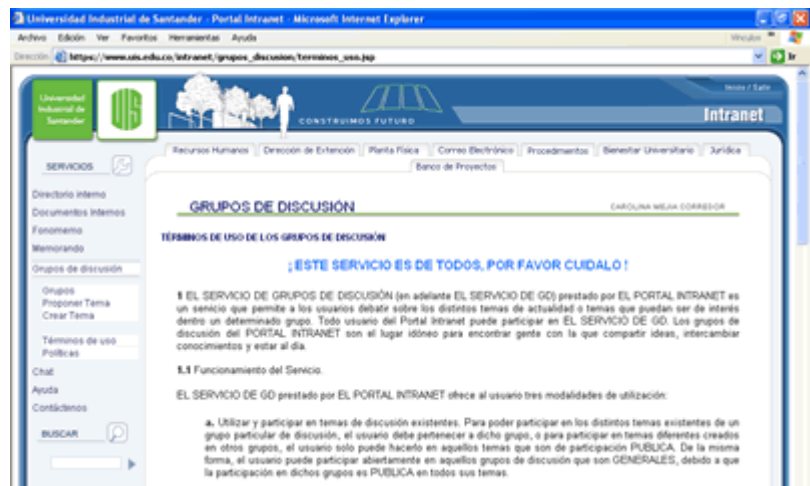 Universidad Industrial de Santander - Portal Intranet - Microsoft Internet Explorer
Archivo Edición Ver Favoritos Herramientas Ayuda
Vínculos
Dirección https://www.uis.edu.co/intranet/grupos_discusion/terminos_uso.jsp
Ir
Inicio / Salir
Universidad
Industrial de
Santander
UIS
CONSTRUIMOS FUTURO
Intranet
Recursos Humanos Dirección de Extensión Planta Física Correo Electrónico Procedimientos Bienestar Universitario Jurídica
Banco de Proyectos
SERVICIOS
Directorio interno
Documentos Internos
Fonomemo
Memorando
Grupos de discusión
Grupos
Proponer Tema
Crear Tema
Términos de uso
Políticas
Chat
Ayuda
Contáctenos
BUSCAR
GRUPOS DE DISCUSIÓN
CAROLINA MEJIA CORREDOR
TÉRMINOS DE USO DE LOS GRUPOS DE DISCUSIÓN
¡ ESTE SERVICIO ES DE TODOS, POR FAVOR CUIDALO !
1 EL SERVICIO DE GRUPOS DE DISCUSIÓN (en adelante EL SERVICIO DE GD) prestado por EL PORTAL INTRANET es
un servicio que permite a los usuarios debatir sobre los distintos temas de actualidad o temas que puedan ser de interés
dentro un determinado grupo. Todo usuario del Portal Intranet puede participar en EL SERVICIO DE GD. Los grupos de
discusión del PORTAL INTRANET son el lugar idóneo para encontrar gente con la que compartir ideas, intercambiar
conocimientos y estar al día.
1.1 Funcionamiento del Servicio.
EL SERVICIO DE GD prestado por EL PORTAL INTRANET ofrece al usuario tres modalidades de utilización:
a. Utilizar y participar en temas de discusión existentes. Para poder participar en los distintos temas existentes de un
grupo particular de discusión, el usuario debe pertenecer a dicho grupo, o para participar en temas diferentes creados
en otros grupos, el usuario solo puede hacerlo en aquellos temas que son de participación PUBLICA. De la misma
forma, el usuario puede participar abiertamente en aquellos grupos de discusión que son GENERALES, debido a que
la participación en dichos grupos es PUBLICA en todos sus temas.